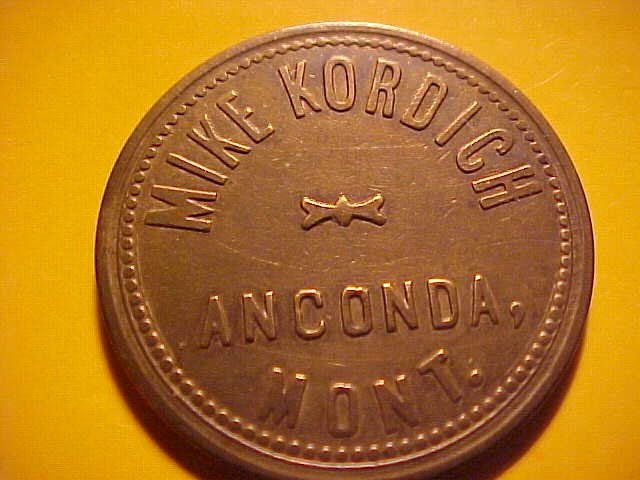 MIKE KORDICH
ANCONDA,
MONT.